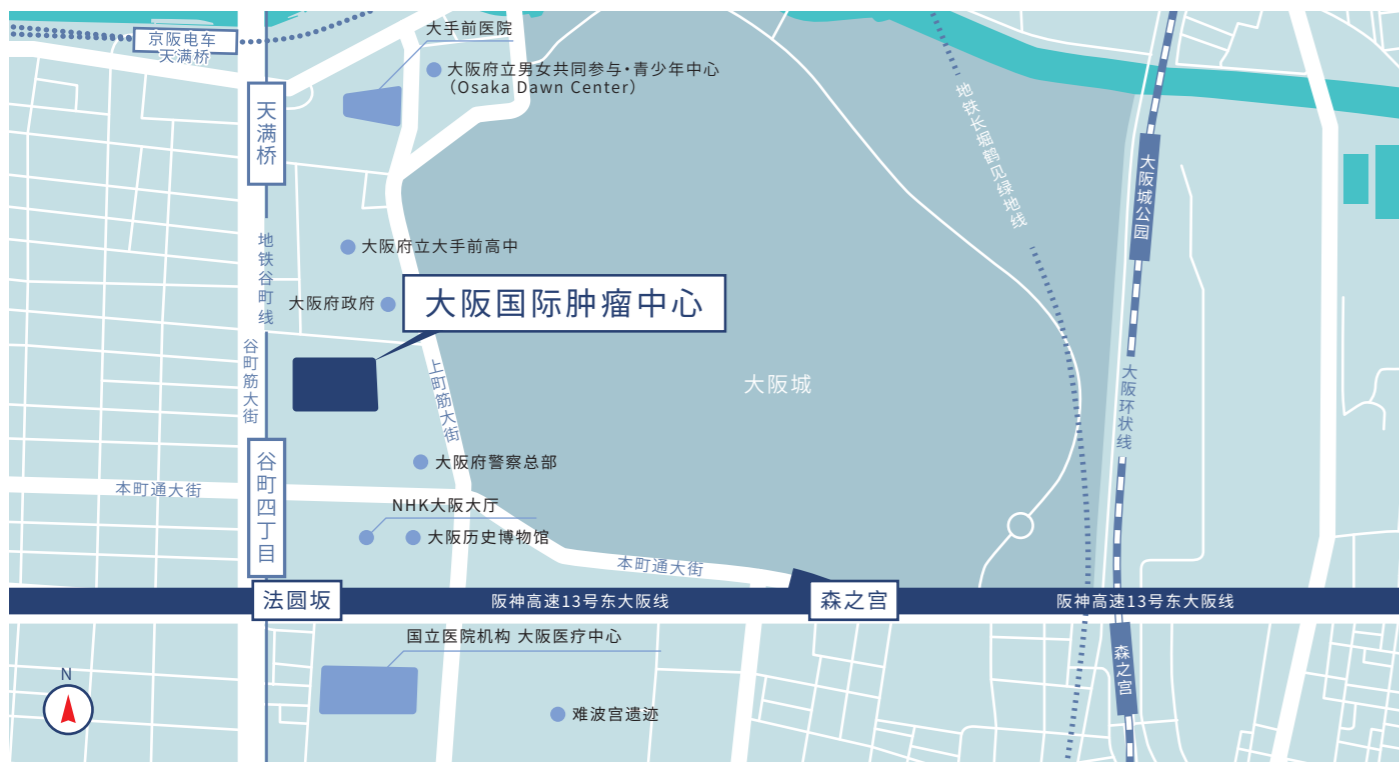 京阪电车
天满桥
大手前医院
大阪府立男女共同参与・青少年中心
（Osaka Dawn Center）
天满桥
地铁长堀鹤见绿地线
大阪城公园
大阪府立大手前高中
地铁谷町线
大阪府政府
大阪国际肿瘤中心
谷町筋大街
上町筋大街
大阪城
大阪环状线
谷町四丁目
大阪府警察总部
本町通大街
NHK大阪大厅
大阪历史博物馆
本町通大街
法圆坂
阪神高速13号东大阪线
森之宫
阪神高速13号东大阪线
国立医院机构 大阪医疗中心
森之宫
N
难波宫遗迹